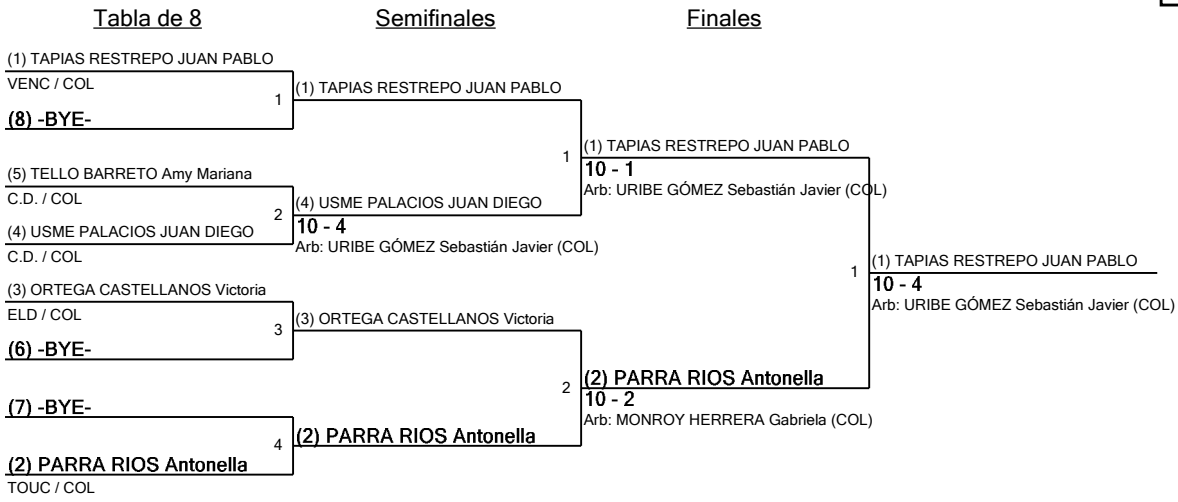 Tabla de 8
Semifinales
Finales
(1) TAPIAS RESTREPO JUAN PABLO
VENC / COL
1
(8) -BYE-
(1) TAPIAS RESTREPO JUAN PABLO
(5) TELLO BARRETO Amy Mariana
C.D. / COL
2
(4) USME PALACIOS JUAN DIEGO
C.D. / COL
(4) USME PALACIOS JUAN DIEGO
10 - 4
Arb: URIBE GÓMEZ Sebastián Javier (COL)
1
(1) TAPIAS RESTREPO JUAN PABLO
10 - 1
Arb: URIBE GÓMEZ Sebastián Javier (COL)
(3) ORTEGA CASTELLANOS Victoria
ELD / COL
3
(6) -BYE-
(3) ORTEGA CASTELLANOS Victoria
(7) -BYE-
4
(2) PARRA RIOS Antonella
TOUC / COL
(2) PARRA RIOS Antonella
2
(2) PARRA RIOS Antonella
10 - 2
Arb: MONROY HERRERA Gabriela (COL)
1
(1) TAPIAS RESTREPO JUAN PABLO
10 - 4
Arb: URIBE GÓMEZ Sebastián Javier (COL)